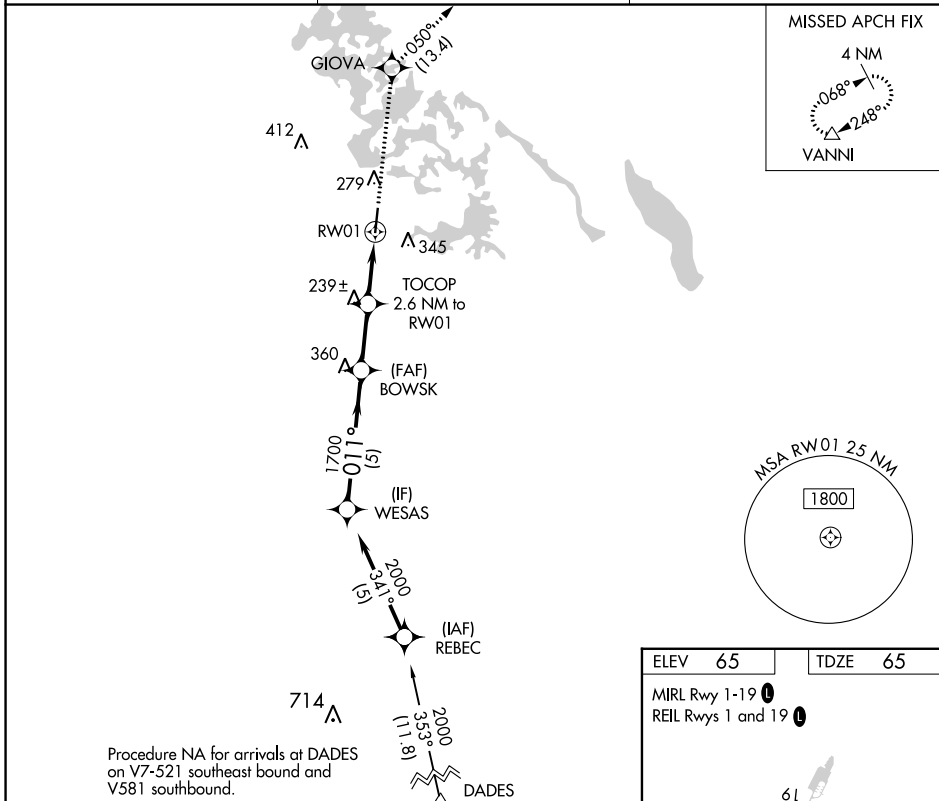 MISSED APCH FIX
4 NM
068°
248°
VANNI
050°
(13.4)
GIOVA
412
279
RW01
345
239±
TOCOP
2.6 NM to
RW01
360
(FAF)
BOWSK
1700
011°
(5)
(IF)
WESAS
2000
341°
(5)
(IAF)
REBEC
714
2000
353°
(11.8)
DADES
Procedure NA for arrivals at DADES
on V7-521 southeast bound and
V581 southbound.
MSA RW01 25 NM
1800
ELEV 65
TDZE 65
MIRL Rwy 1-19 L
REIL Rwys 1 and 19 L